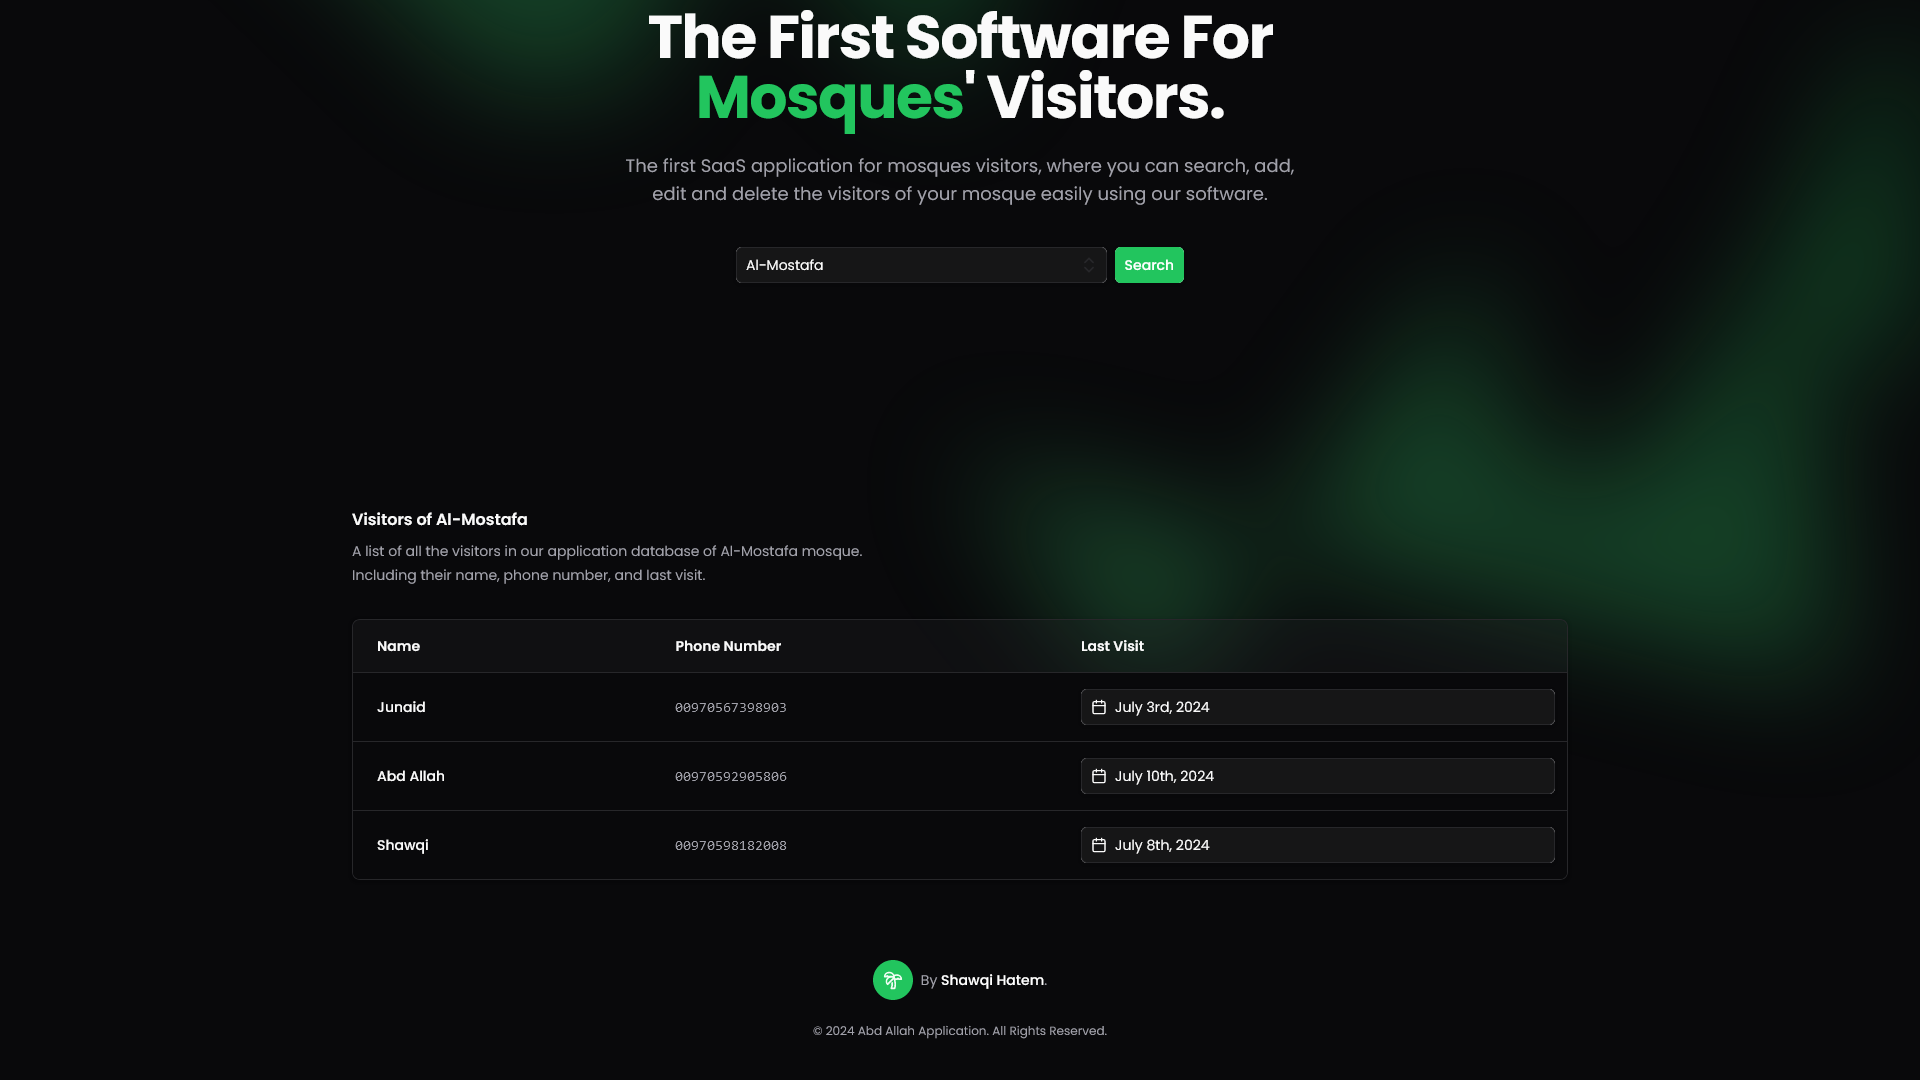 The First Software For
Mosques' Visitors.
The first SaaS application for mosques visitors, where you can search, add,
edit and delete the visitors of your mosque easily using our software.
Al-Mostafa
Search
Visitors of Al-Mostafa
A list of all the visitors in our application database of Al-Mostafa mosque.
Including their name, phone number, and last visit.
Name Phone Number Last Visit
Junaid 00970567398903 July 3rd, 2024
Abd Allah 00970592905806 July 10th, 2024
Shawqi 00970598182008 July 8th, 2024
By Shawqi Hatem.
© 2024 Abd Allah Application. All Rights Reserved.